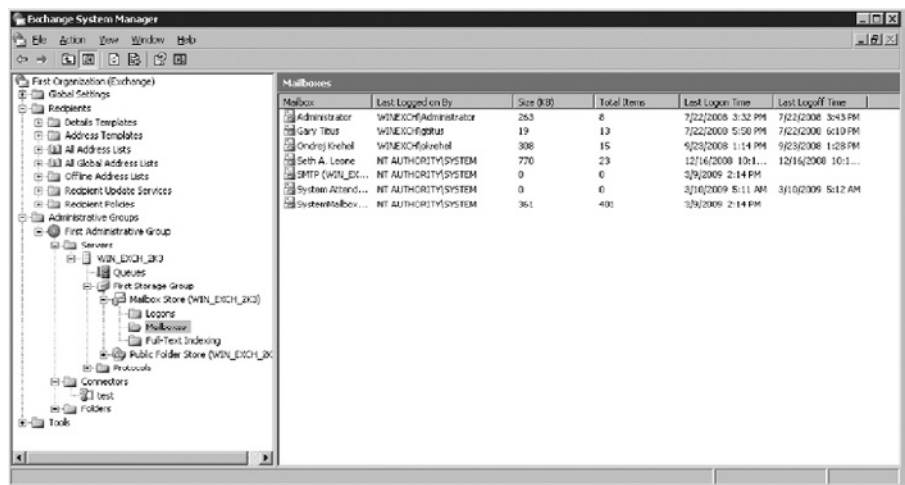 Exchange System Manager
File Action View Window Help
First Organization (Exchange)
Global Settings
Recipients
Details Templates
Address Templates
All Address Lists
All Global Address Lists
Offline Address Lists
Recipient Update Services
Recipient Policies
Administrative Groups
First Administrative Group
Servers
WIN_EXCH_2K3
Queues
First Storage Group
Mailbox Store (WIN_EXCH_2K3)
Logons
Mailboxes
Full-Text Indexing
Public Folder Store (WIN_EXCH_2K
Protocols
Connectors
test
Folders
Tools
Mailboxes
Mailbox Last Logged on By Size (KB) Total Items Last Logon Time Last Logoff Time
Administrator WINEXCH\Administrator 263 8 7/22/2008 3:32 PM 7/22/2008 3:43 PM
Gary Titus WINEXCH\gtitus 19 13 7/22/2008 5:58 PM 7/22/2008 6:10 PM
Ondrej Krehel WINEXCH\okrehel 308 15 9/23/2008 1:14 PM 9/23/2008 1:28 PM
Seth A. Leone NT AUTHORITY\SYSTEM 770 23 12/16/2008 10:1... 12/16/2008 10:1...
SMTP (WIN_EX... NT AUTHORITY\SYSTEM 0 0 3/9/2009 2:14 PM
System Attend... NT AUTHORITY\SYSTEM 0 0 3/10/2009 5:11 AM 3/10/2009 5:12 AM
SystemMailbox... NT AUTHORITY\SYSTEM 361 401 3/9/2009 2:14 PM